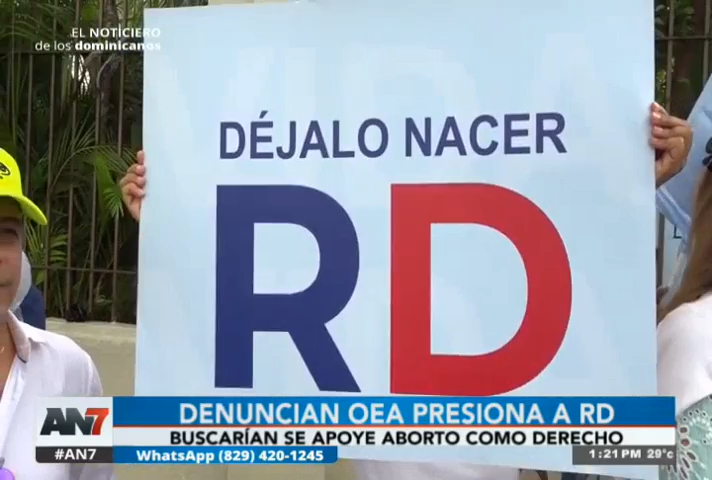 EL NOTICIERO
de los dominicanos
DÉJALO NACER
RD
AN7
DENUNCIAN OEA PRESIONA A RD
BUSCARÍAN SE APOYE ABORTO COMO DERECHO
#AN7
WhatsApp (829) 420-1245
1:21 PM 29°c